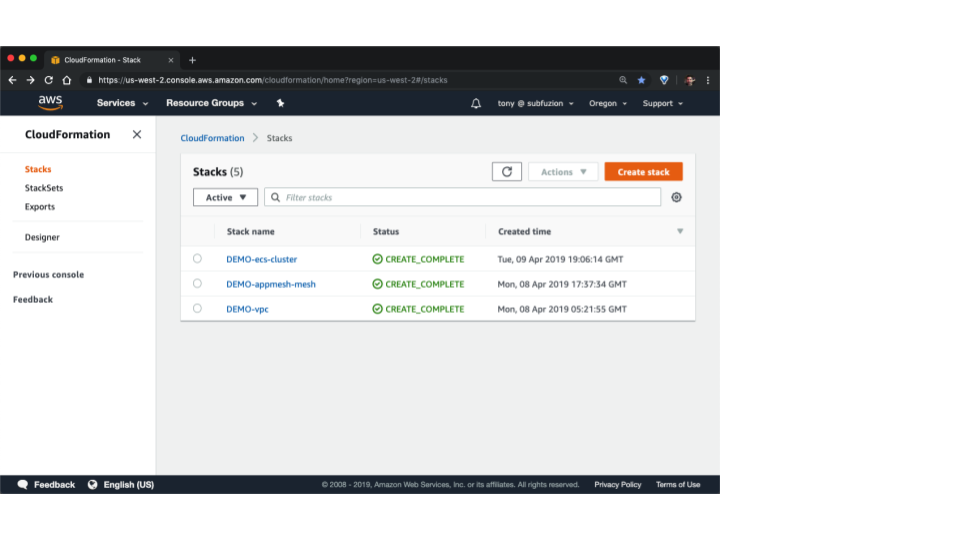 CloudFormation - Stack
https://us-west-2.console.aws.amazon.com/cloudformation/home?region=us-west-2#/stacks
aws Services Resource Groups tony @ subfuzion Oregon Support
CloudFormation
Stacks
StackSets
Exports
Designer
Previous console
Feedback
CloudFormation Stacks
Stacks (5)
Actions
Create stack
Active
Filter stacks
Stack name Status Created time
DEMO-ecs-cluster CREATE_COMPLETE Tue, 09 Apr 2019 19:06:14 GMT
DEMO-appmesh-mesh CREATE_COMPLETE Mon, 08 Apr 2019 17:37:34 GMT
DEMO-vpc CREATE_COMPLETE Mon, 08 Apr 2019 05:21:55 GMT
Feedback English (US) © 2008 - 2019, Amazon Web Services, Inc. or its affiliates. All rights reserved. Privacy Policy Terms of Use